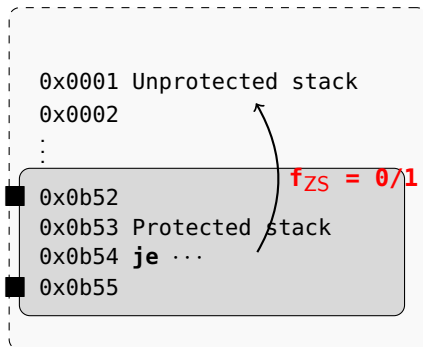 0x0001 Unprotected stack
0x0002
⋮
f_ZS = 0/1
0x0b52
0x0b53 Protected stack
0x0b54 je ···
0x0b55